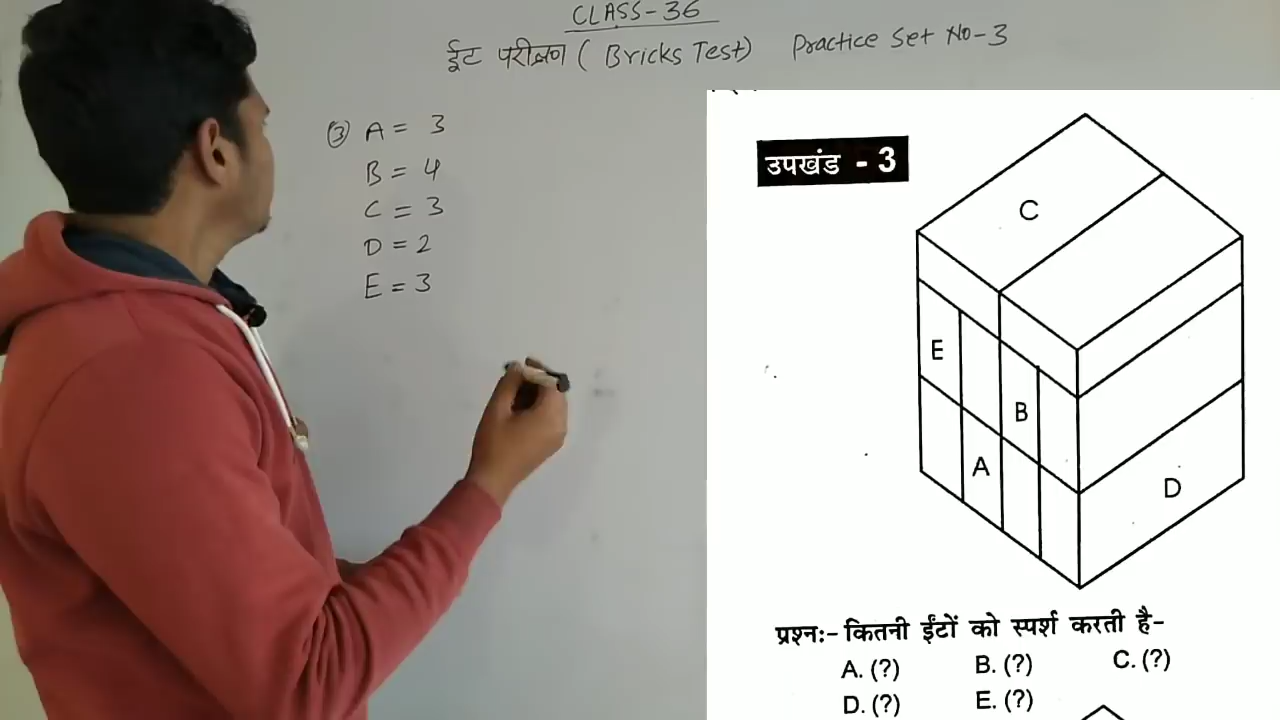 CLASS-36
ईट परीक्षण ( Bricks Test) Practice Set No-3
③ A = 3
B = 4
C = 3
D = 2
E = 3
उपखंड - 3
C
E
B
A
D
प्रश्नः- कितनी ईंटों को स्पर्श करती है-
A. (?) B. (?) C. (?)
D. (?) E. (?)